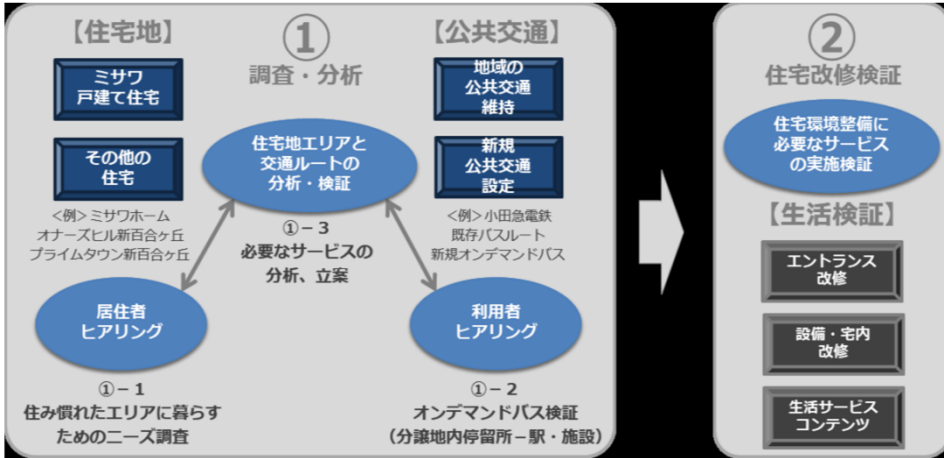 【住宅地】
ミサワ
戸建て住宅
その他の
住宅
<例>ミサワホーム
オナーズヒル新百合ヶ丘
プライムタウン新百合ヶ丘
①
調査・分析
住宅地エリアと
交通ルートの
分析・検証
①－３
必要なサービスの
分析、立案
【公共交通】
地域の
公共交通
維持
新規
公共交通
設定
<例>小田急電鉄
既存バスルート
新規オンデマンドバス
居住者
ヒアリング
①－１
住み慣れたエリアに暮らす
ためのニーズ調査
利用者
ヒアリング
①－２
オンデマンドバス検証
（分譲地内停留所－駅・施設）
②
住宅改修検証
住宅環境整備に
必要なサービス
の実施検証
【生活検証】
エントランス
改修
設備・宅内
改修
生活サービス
コンテンツ